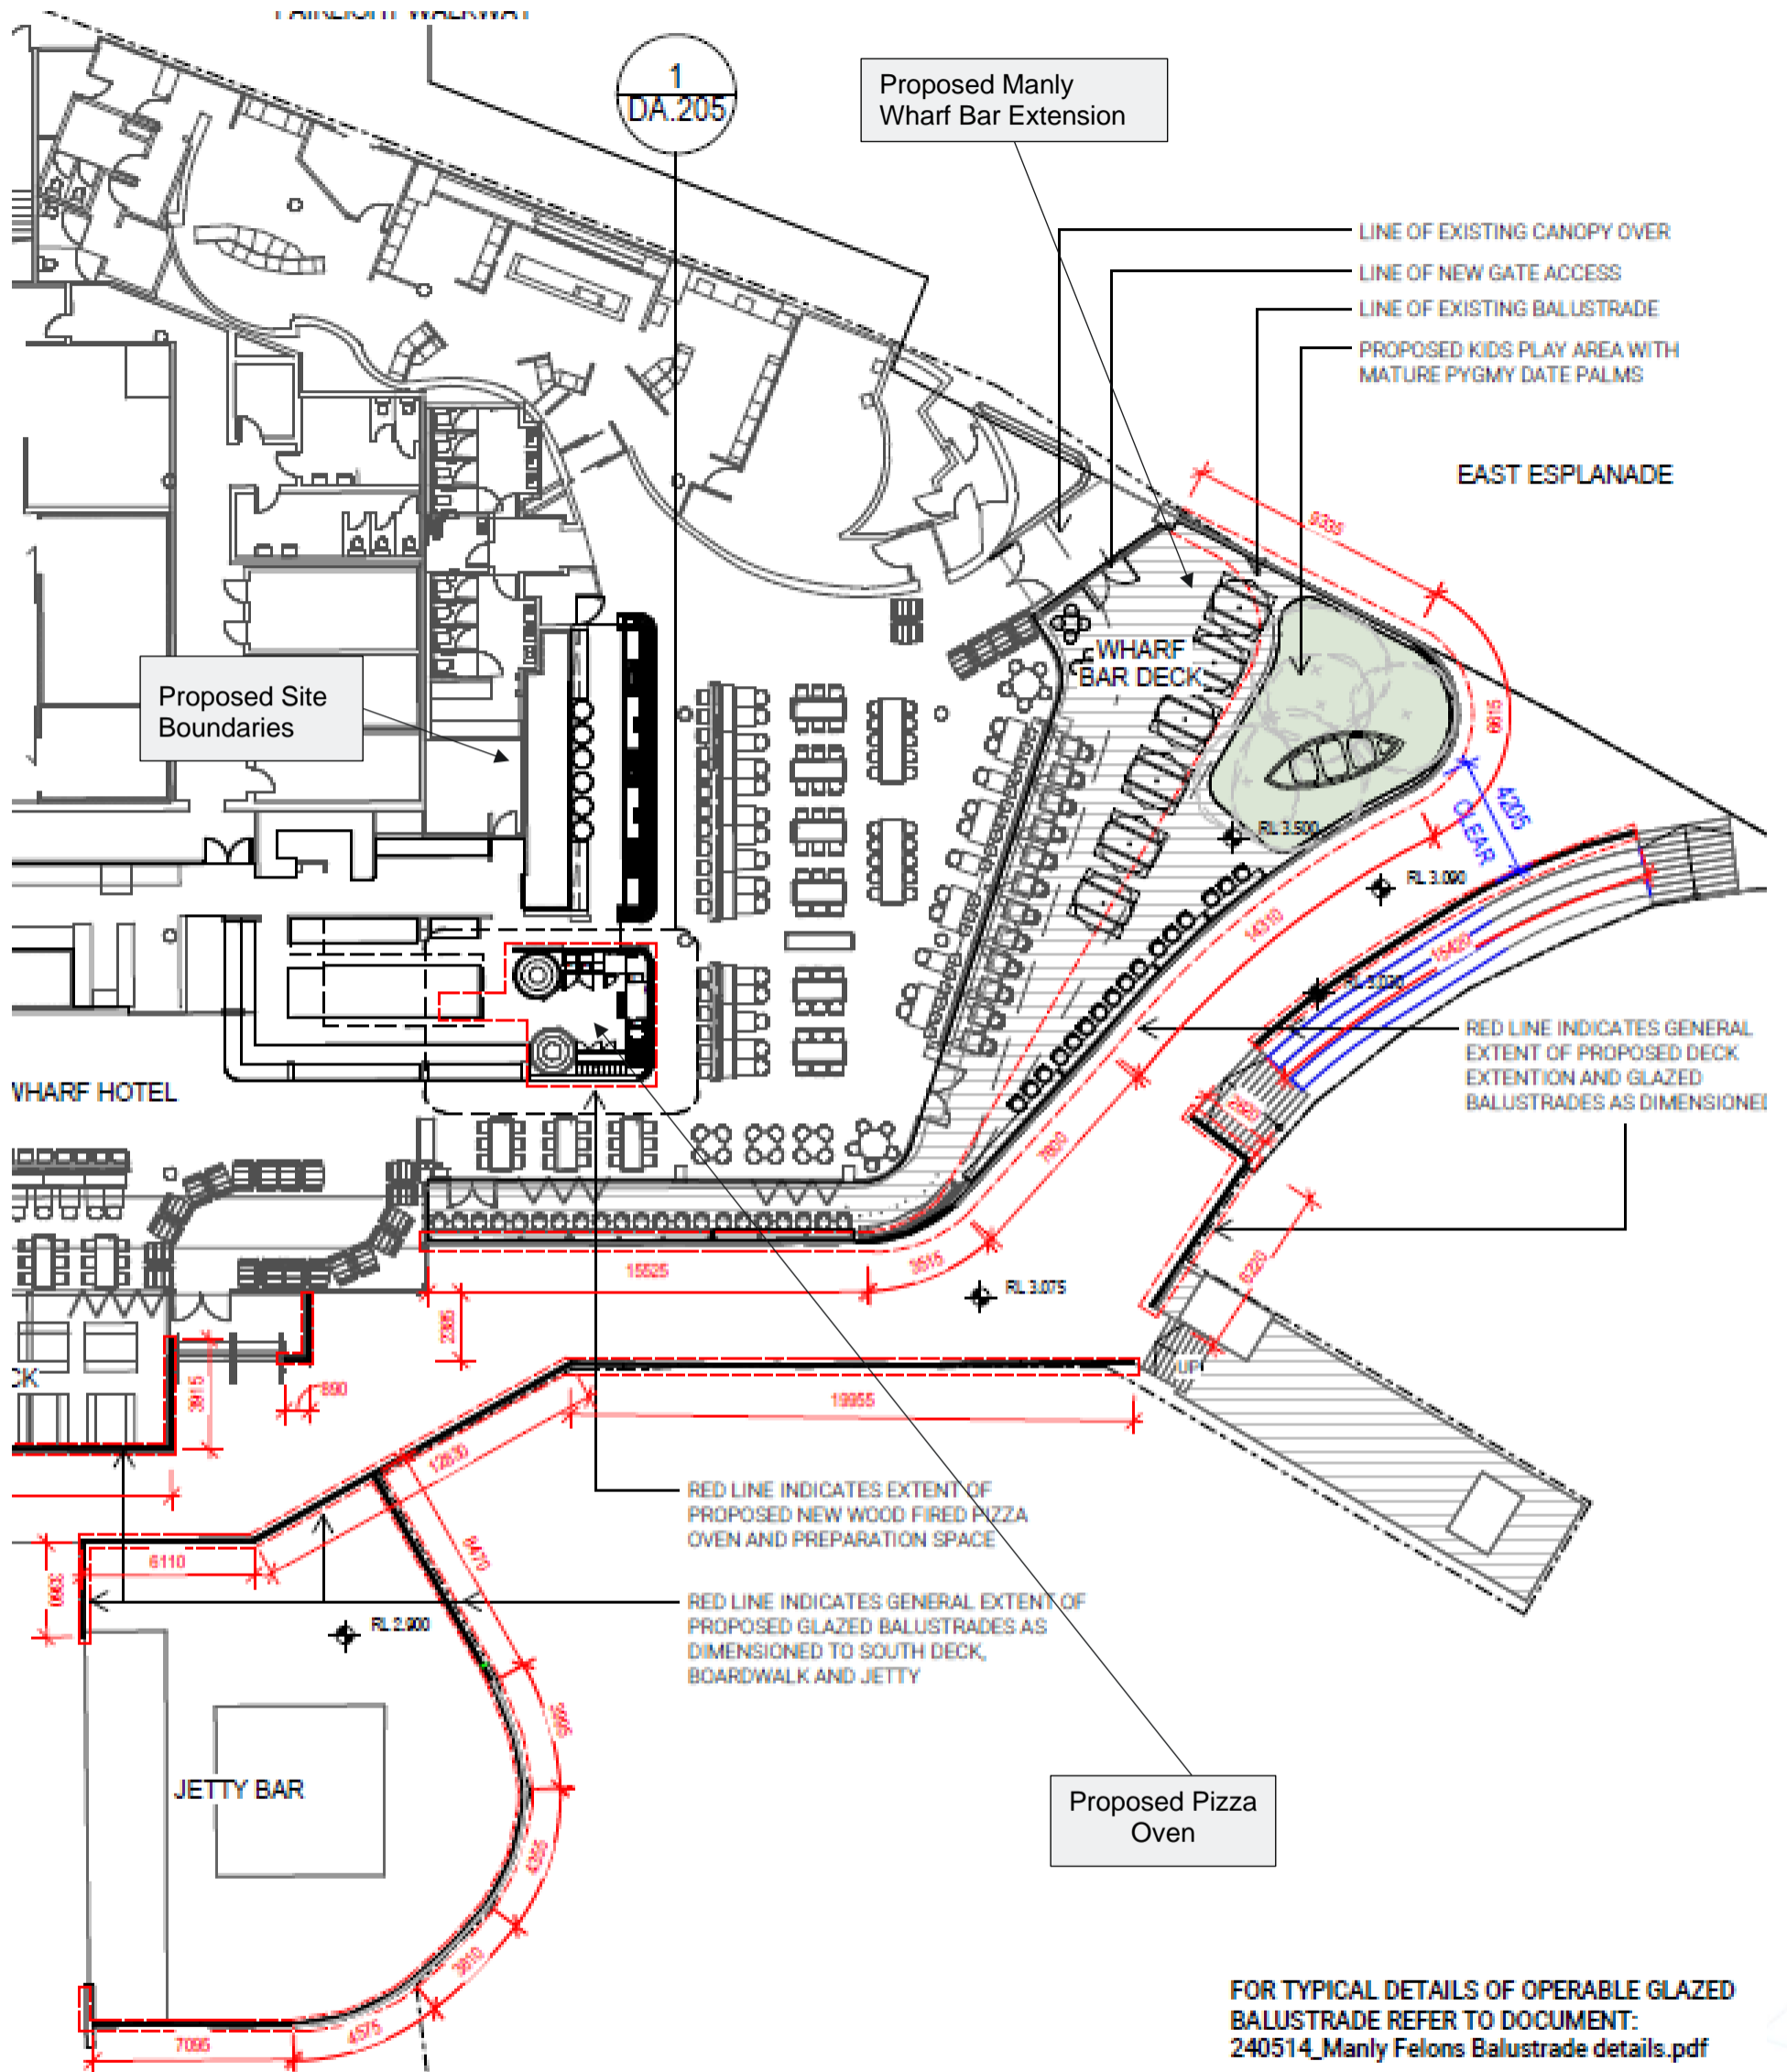 FAIRLIGHT WALKWAY
1
DA.205
Proposed Manly
Wharf Bar Extension
LINE OF EXISTING CANOPY OVER
LINE OF NEW GATE ACCESS
LINE OF EXISTING BALUSTRADE
PROPOSED KIDS PLAY AREA WITH
MATURE PYGMY DATE PALMS
EAST ESPLANADE
9335
WHARF
BAR DECK
Proposed Site
Boundaries
4205
CLEAR
RL 3.500
RL 3.090
14310
15420
RED LINE INDICATES GENERAL
EXTENT OF PROPOSED DECK
EXTENTION AND GLAZED
BALUSTRADES AS DIMENSIONED
WHARF HOTEL
7800
15525
3515
RL 3.075
2385
6220
UP
CK
3915
890
19955
12630
RED LINE INDICATES EXTENT OF
PROPOSED NEW WOOD FIRED PIZZA
OVEN AND PREPARATION SPACE
6110
8470
RED LINE INDICATES GENERAL EXTENT OF
PROPOSED GLAZED BALUSTRADES AS
DIMENSIONED TO SOUTH DECK,
BOARDWALK AND JETTY
RL 2.900
JETTY BAR
Proposed Pizza
Oven
4355
3810
4575
7095
FOR TYPICAL DETAILS OF OPERABLE GLAZED
BALUSTRADE REFER TO DOCUMENT:
240514_Manly Felons Balustrade details.pdf